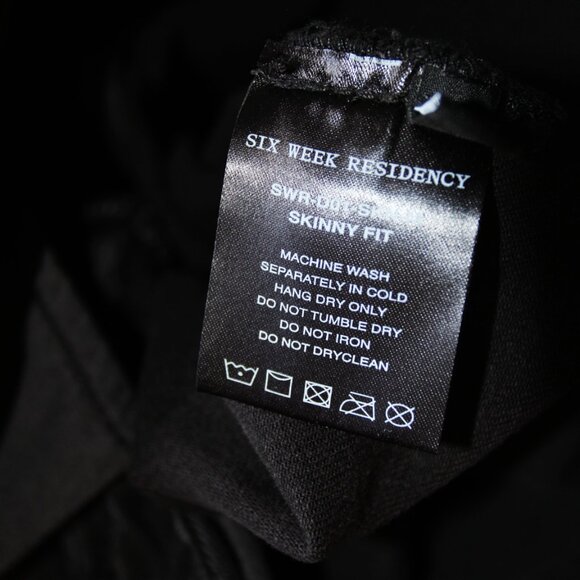 SIX WEEK RESIDENCY
SKINNY FIT
MACHINE WASH
SEPARATELY IN COLD
HANG DRY ONLY
DO NOT TUMBLE DRY
DO NOT IRON
DO NOT DRYCLEAN